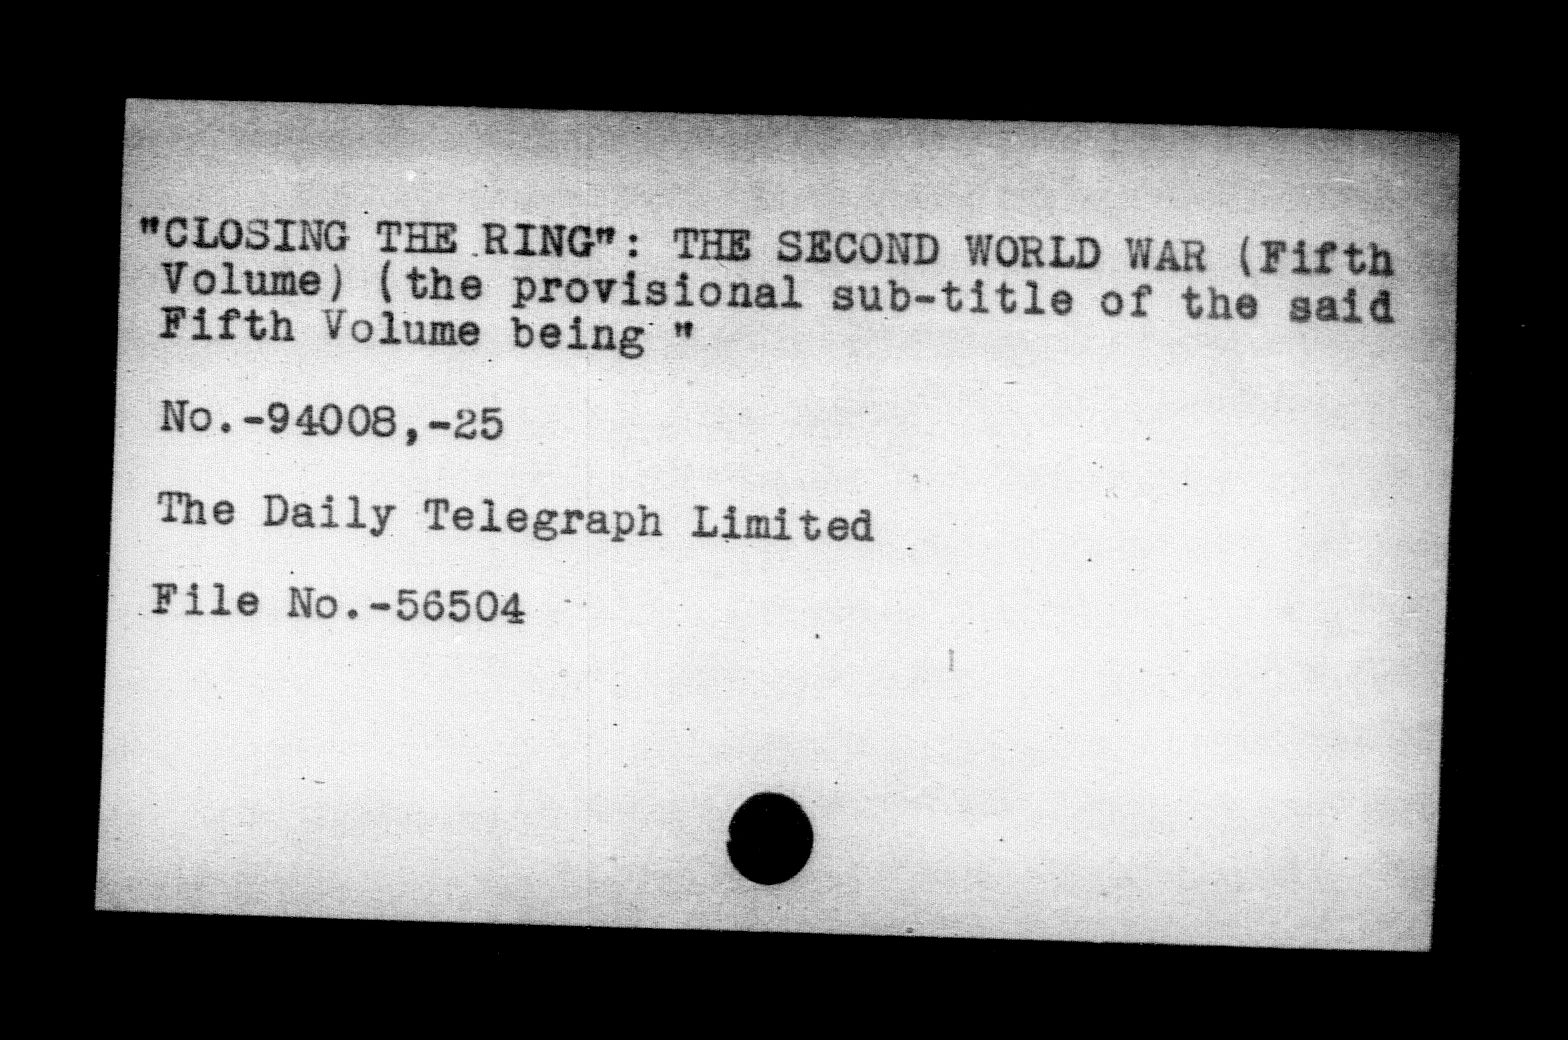 "CLOSING THE RING": THE SECOND WORLD WAR (Fifth
Volume) (the provisional sub-title of the said
Fifth Volume being "
No.-94008,-25
The Daily Telegraph Limited
File No.-56504